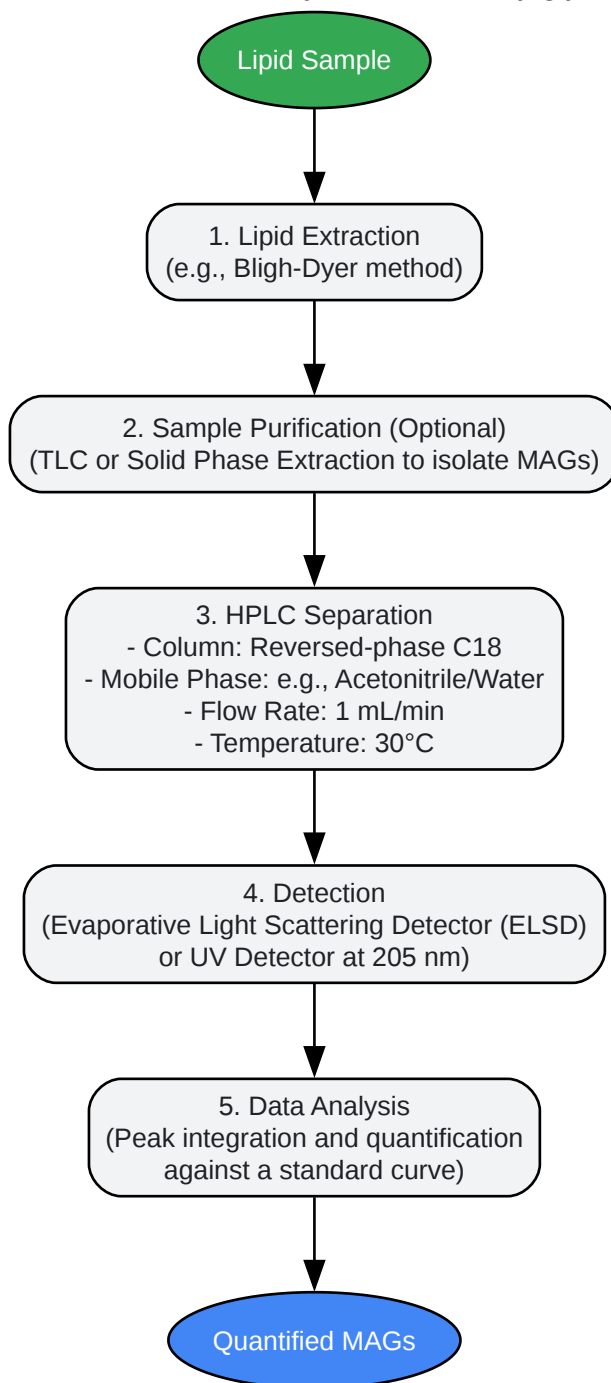 Lipid Sample
1. Lipid Extraction
(e.g., Bligh-Dyer method)
2. Sample Purification (Optional)
(TLC or Solid Phase Extraction to isolate MAGs)
3. HPLC Separation
- Column: Reversed-phase C18
- Mobile Phase: e.g., Acetonitrile/Water
- Flow Rate: 1 mL/min
- Temperature: 30°C
4. Detection
(Evaporative Light Scattering Detector (ELSD)
or UV Detector at 205 nm)
5. Data Analysis
(Peak integration and quantification
against a standard curve)
Quantified MAGs